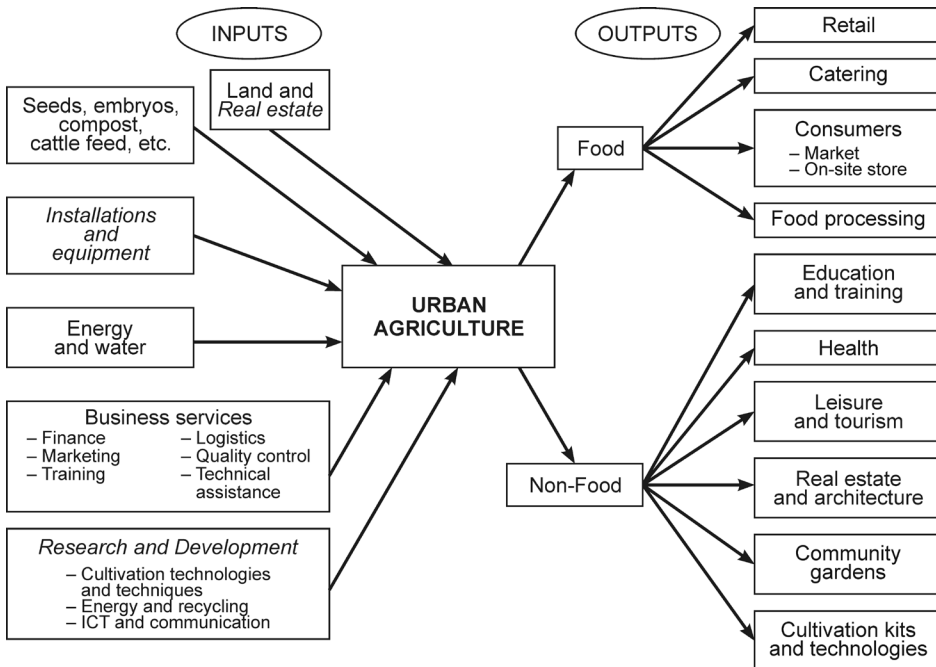 INPUTS
OUTPUTS
Land and
Real estate
Seeds, embryos,
compost,
cattle feed, etc.
Installations
and
equipment
Energy
and water
Business services
– Finance
– Marketing
– Training
– Logistics
– Quality control
– Technical
assistance
Research and Development
– Cultivation technologies
and techniques
– Energy and recycling
– ICT and communication
URBAN
AGRICULTURE
Food
Retail
Catering
Consumers
– Market
– On-site store
Food processing
Non-Food
Education
and training
Health
Leisure
and tourism
Real estate
and architecture
Community
gardens
Cultivation kits
and technologies